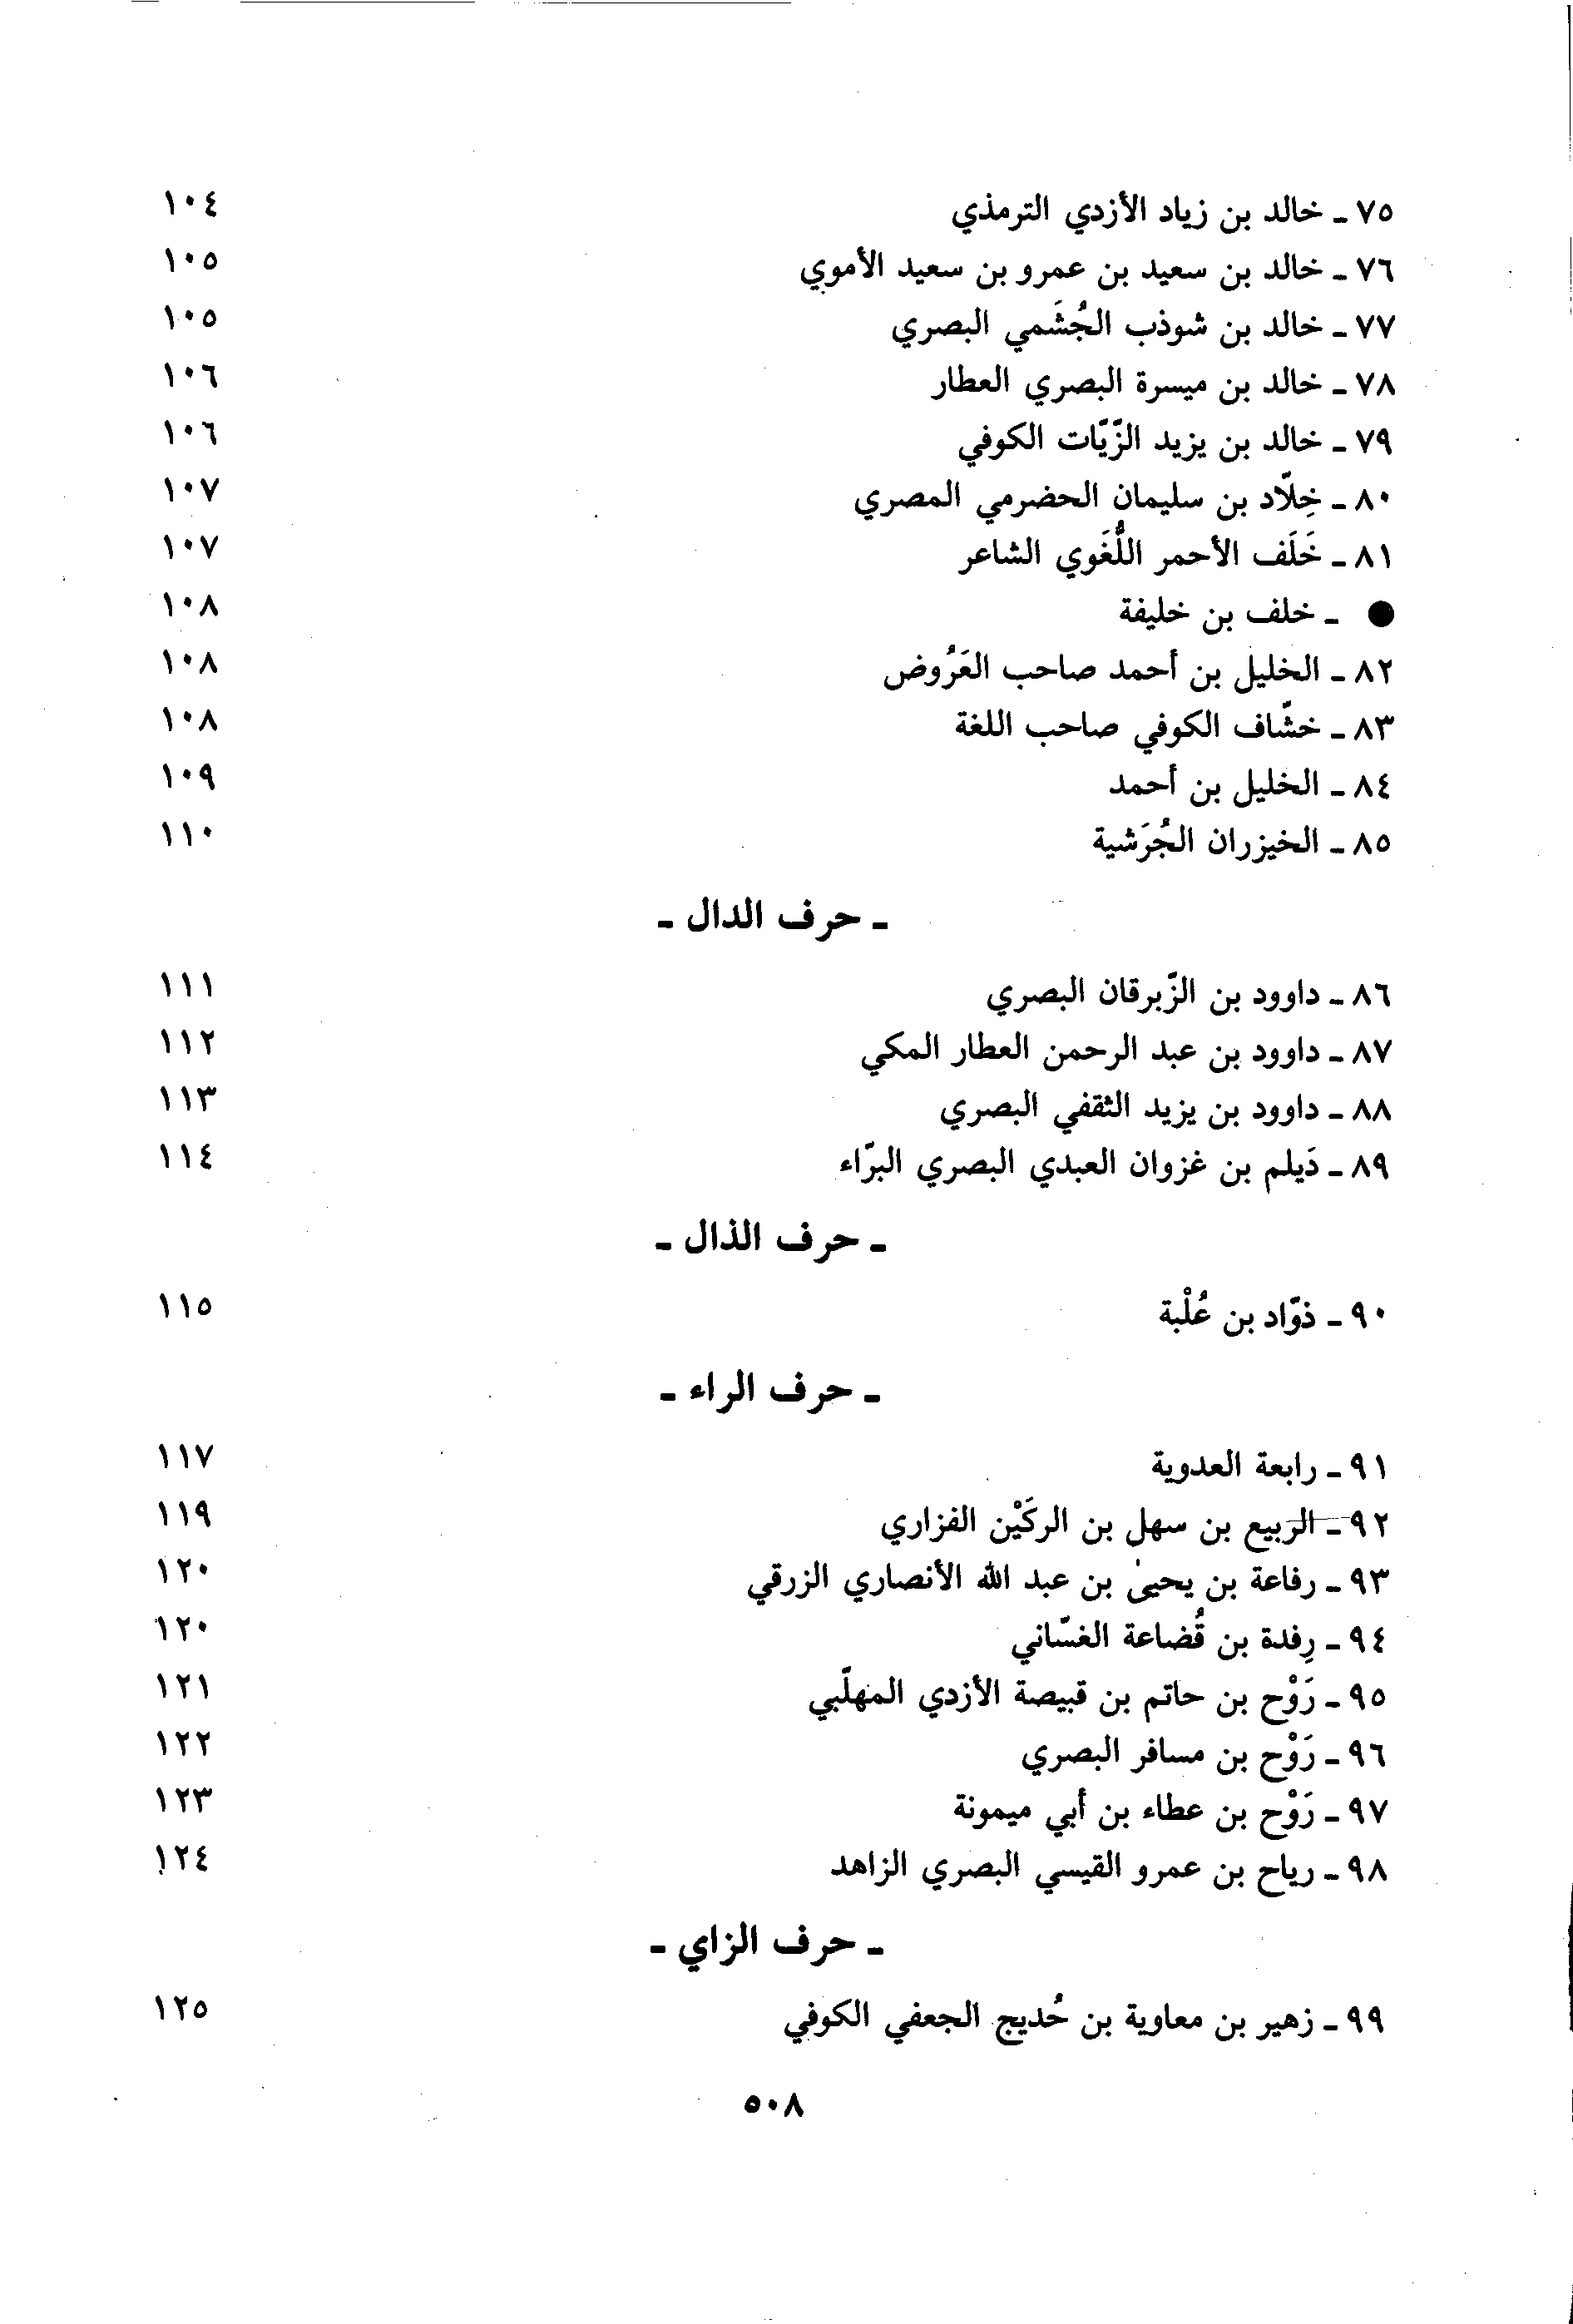 ٧٥ ـ خالد بن زياد الأزدي الترمذي ١٠٤
٧٦ ـ خالد بن سعيد بن عمرو بن سعيد الأموي ١٠٥
٧٧ ـ خالد بن شوذب الجُشَمي البصري ١٠٥
٧٨ ـ خالد بن ميسرة البصري العطار ١٠٦
٧٩ ـ خالد بن يزيد الزّيّات الكوفي ١٠٦
٨٠ ـ خِلّاد بن سليمان الحضرمي المصري ١٠٧
٨١ ـ خَلَف الأحمر اللُّغَوي الشاعر ١٠٧
● ـ خلف بن خليفة ١٠٨
٨٢ ـ الخليل بن أحمد صاحب العَرُوض ١٠٨
٨٣ ـ خشّاف الكوفي صاحب اللغة ١٠٨
٨٤ ـ الخليل بن أحمد ١٠٩
٨٥ ـ الخيزران الجُرَشية ١١٠
ـ حرف الدال ـ
٨٦ ـ داوود بن الزّبرقان البصري ١١١
٨٧ ـ داوود بن عبد الرحمن العطار المكي ١١٢
٨٨ ـ داوود بن يزيد الثقفي البصري ١١٣
٨٩ ـ دَيلم بن غزوان العبدي البصري البرّاء ١١٤
ـ حرف الذال ـ
٩٠ ـ ذوّاد بن عُلْبة ١١٥
ـ حرف الراء ـ
٩١ ـ رابعة العدوية ١١٧
٩٢ ـ الربيع بن سهل بن الركَيْن الفزاري ١١٩
٩٣ ـ رفاعة بن يحيىٰ بن عبد الله الأنصاري الزرقي ١٢٠
٩٤ ـ رِفدة بن قُضاعة الغسّاني ١٢٠
٩٥ ـ رَوْح بن حاتم بن قبيصة الأزدي المهلّبي ١٢١
٩٦ ـ رَوْح بن مسافر البصري ١٢٢
٩٧ ـ رَوْح بن عطاء بن أبي ميمونة ١٢٣
٩٨ ـ رياح بن عمرو القيسي البصري الزاهد ١٢٤
ـ حرف الزاي ـ
٩٩ ـ زهير بن معاوية بن حُديج الجعفي الكوفي ١٢٥
٥٠٨